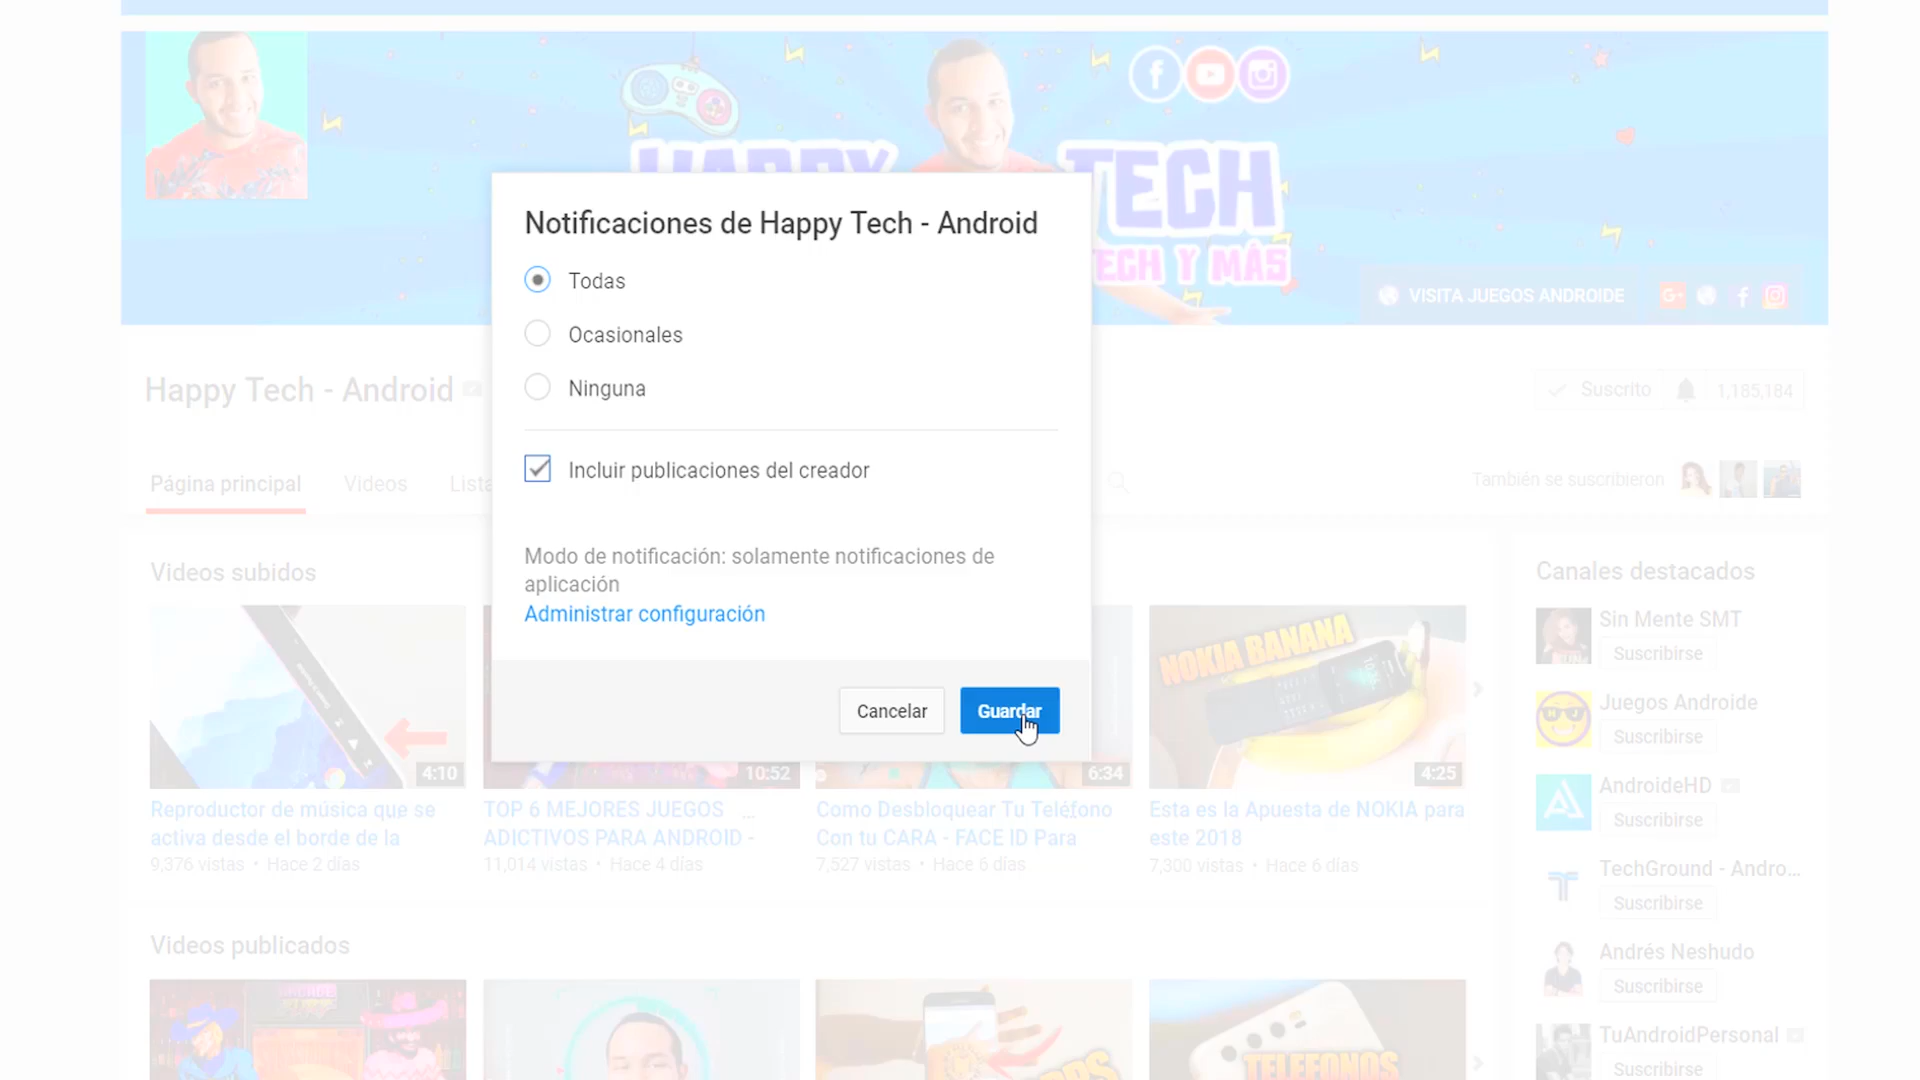 HAPPY TECH
TECH Y MÁS
VISITA JUEGOS ANDROIDE
Notificaciones de Happy Tech - Android
Todas
Ocasionales
Ninguna
Incluir publicaciones del creador
Modo de notificación: solamente notificaciones de
aplicación
Administrar configuración
Cancelar
Guardar
Happy Tech - Android
Suscrito
1,185,184
Página principal
Videos
Lista
También se suscribieron
Videos subidos
4:10
10:52
6:34
NOKIA BANANA
4:25
Reproductor de música que se
activa desde el borde de la
9,376 vistas • Hace 2 días
TOP 6 MEJORES JUEGOS ...
ADICTIVOS PARA ANDROID -
11,014 vistas • Hace 4 días
Como Desbloquear Tu Teléfono
Con tu CARA - FACE ID Para
7,527 vistas • Hace 6 días
Esta es la Apuesta de NOKIA para
este 2018
7,300 vistas • Hace 6 días
Videos publicados
TELEFONOS
Canales destacados
Sin Mente SMT
Suscribirse
Juegos Androide
Suscribirse
AndroideHD
Suscribirse
TechGround - Andro...
Suscribirse
Andrés Neshudo
Suscribirse
TuAndroidPersonal
Suscribirse